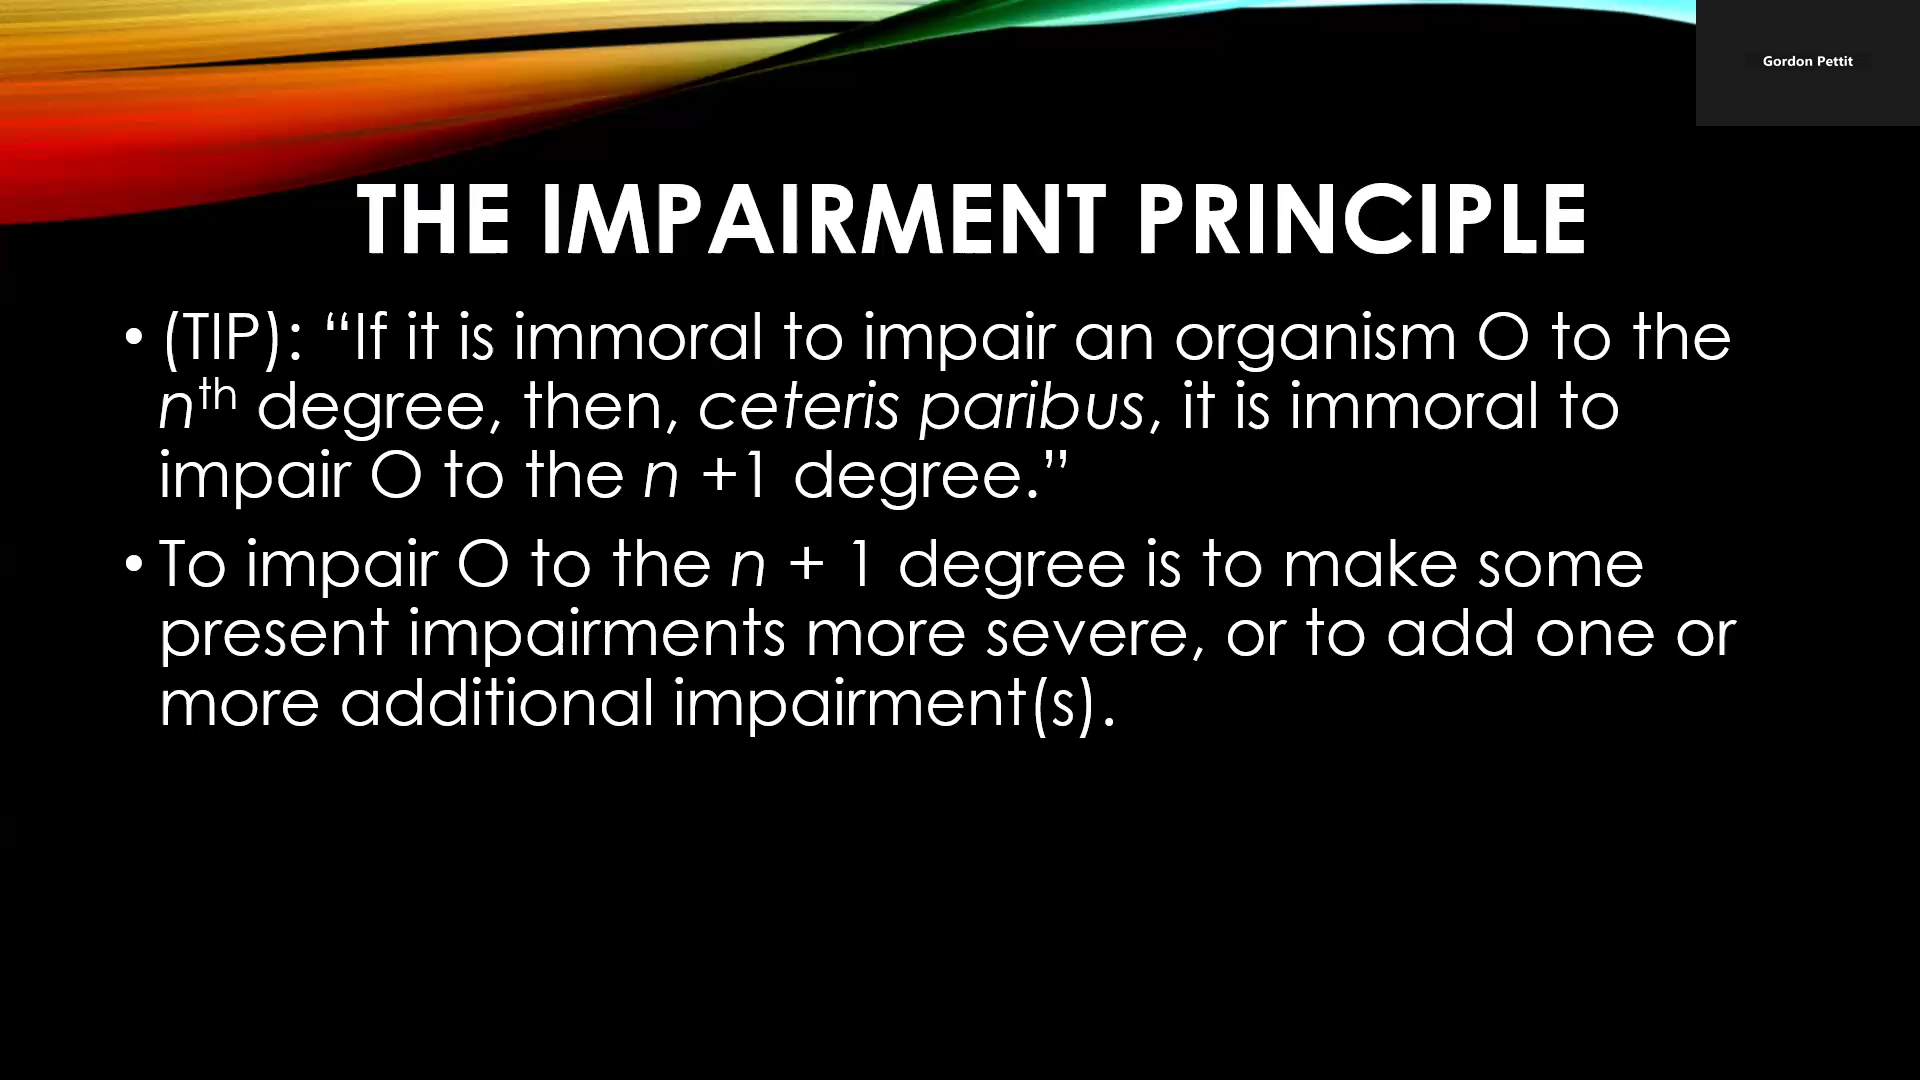 Gordon Pettit
THE IMPAIRMENT PRINCIPLE
• (TIP): “If it is immoral to impair an organism O to the
nth degree, then, ceteris paribus, it is immoral to
impair O to the n +1 degree.”
• To impair O to the n + 1 degree is to make some
present impairments more severe, or to add one or
more additional impairment(s).